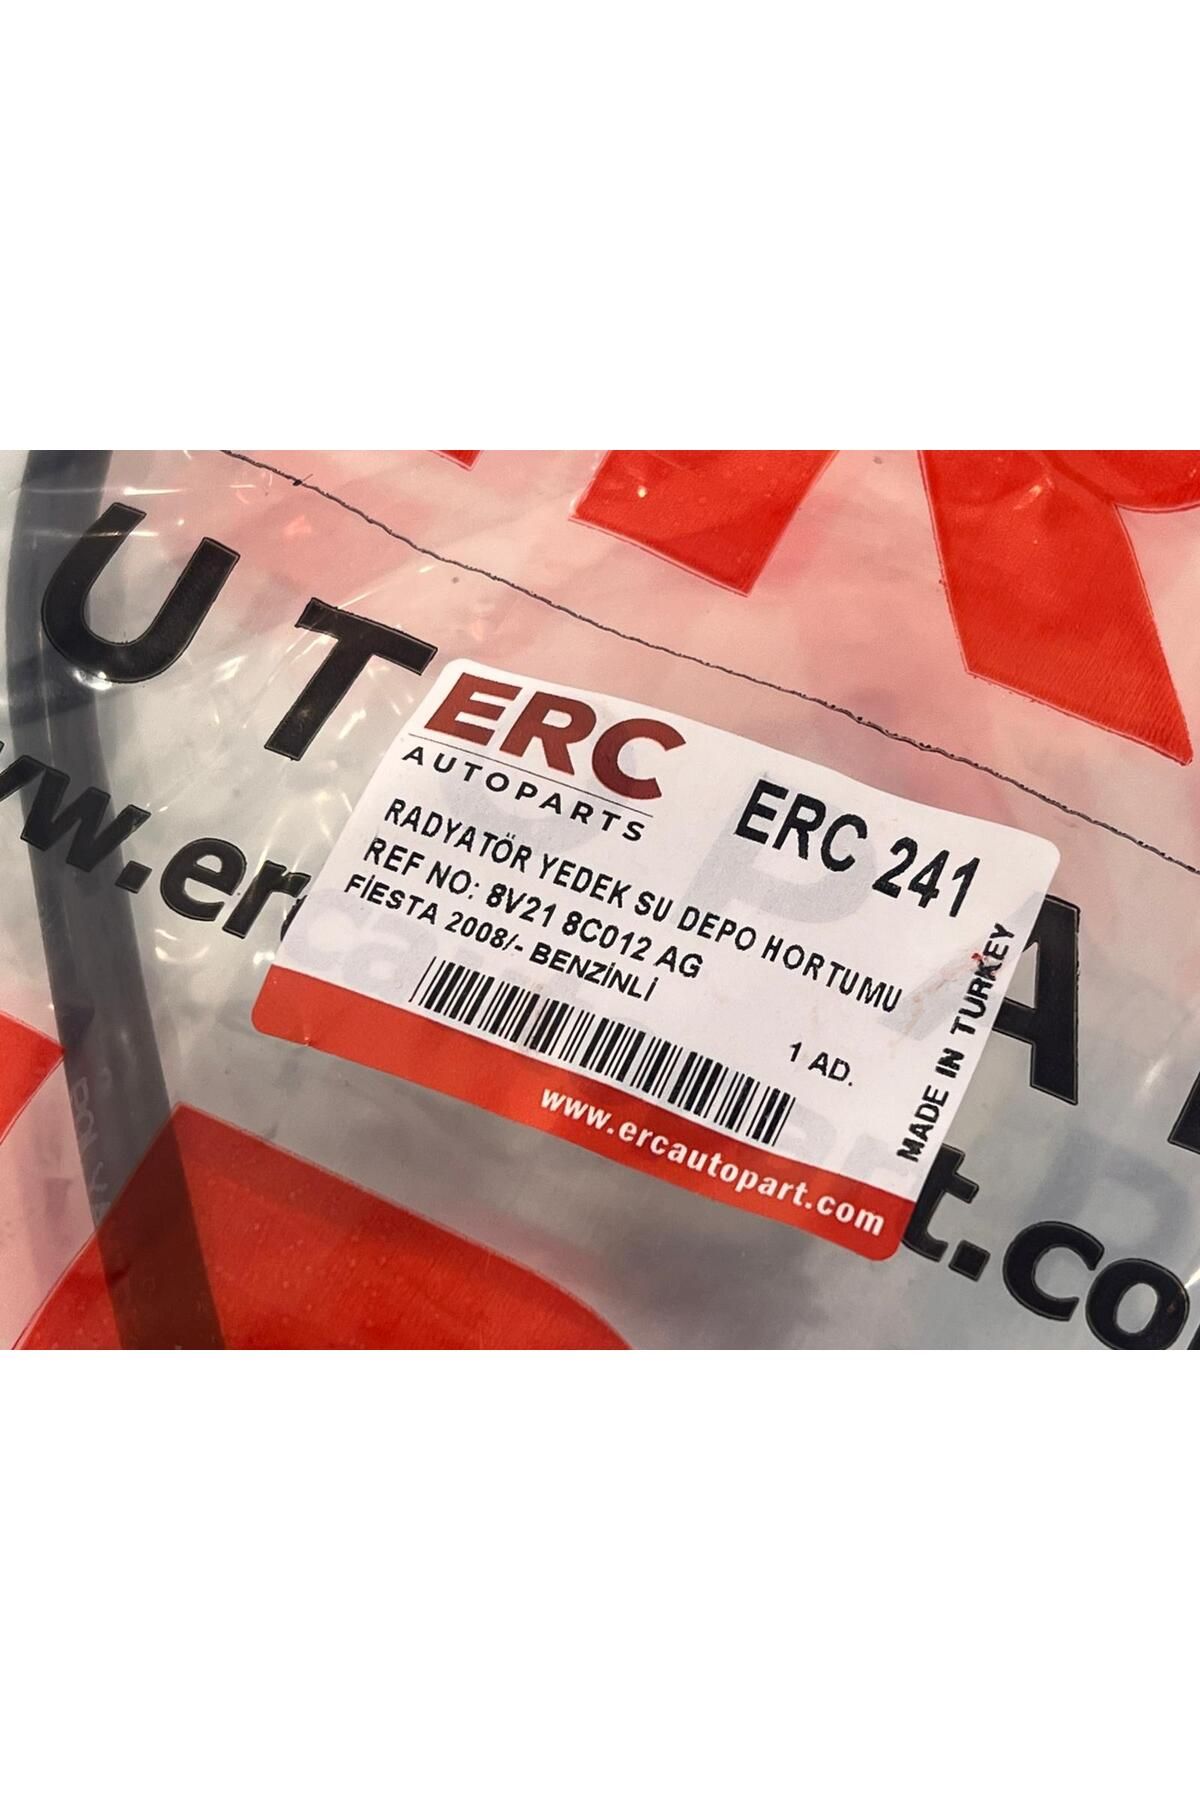 UT
www.er
ERC
AUTOPARTS
ERC 241
RADYATÖR YEDEK SU DEPO HORTUMU
REF NO: 8V21 8C012 AG
FİESTA 2008/- BENZİNLİ
1 AD.
MADE IN TURKEY
www.ercautopart.com
A
t.co